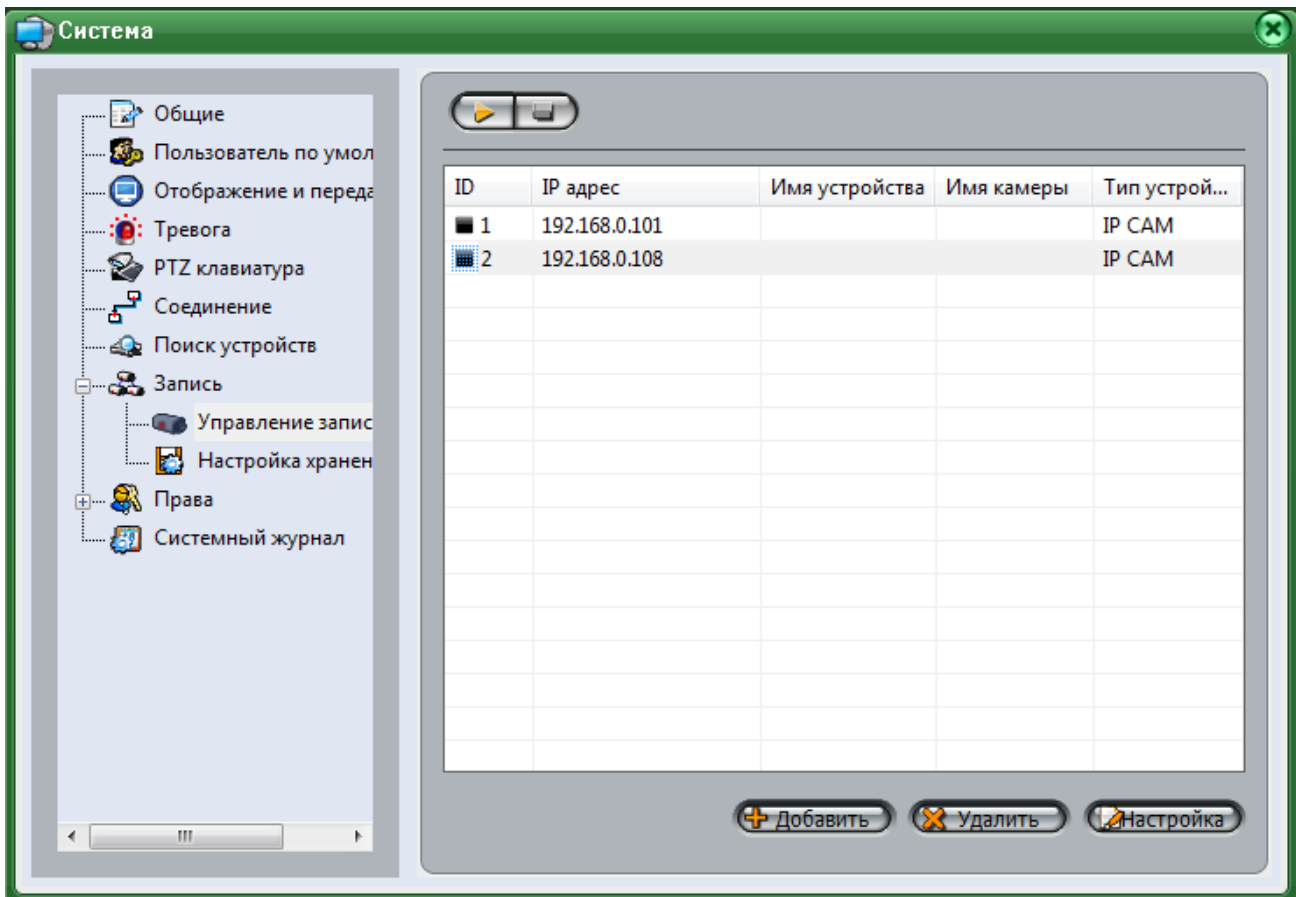 Система
Общие
Пользователь по умол
Отображение и переда
Тревога
PTZ клавиатура
Соединение
Поиск устройств
Запись
Управление запис
Настройка хранен
Права
Системный журнал
ID IP адрес Имя устройства Имя камеры Тип устрой...
1 192.168.0.101 IP CAM
2 192.168.0.108 IP CAM
Добавить Удалить Настройка